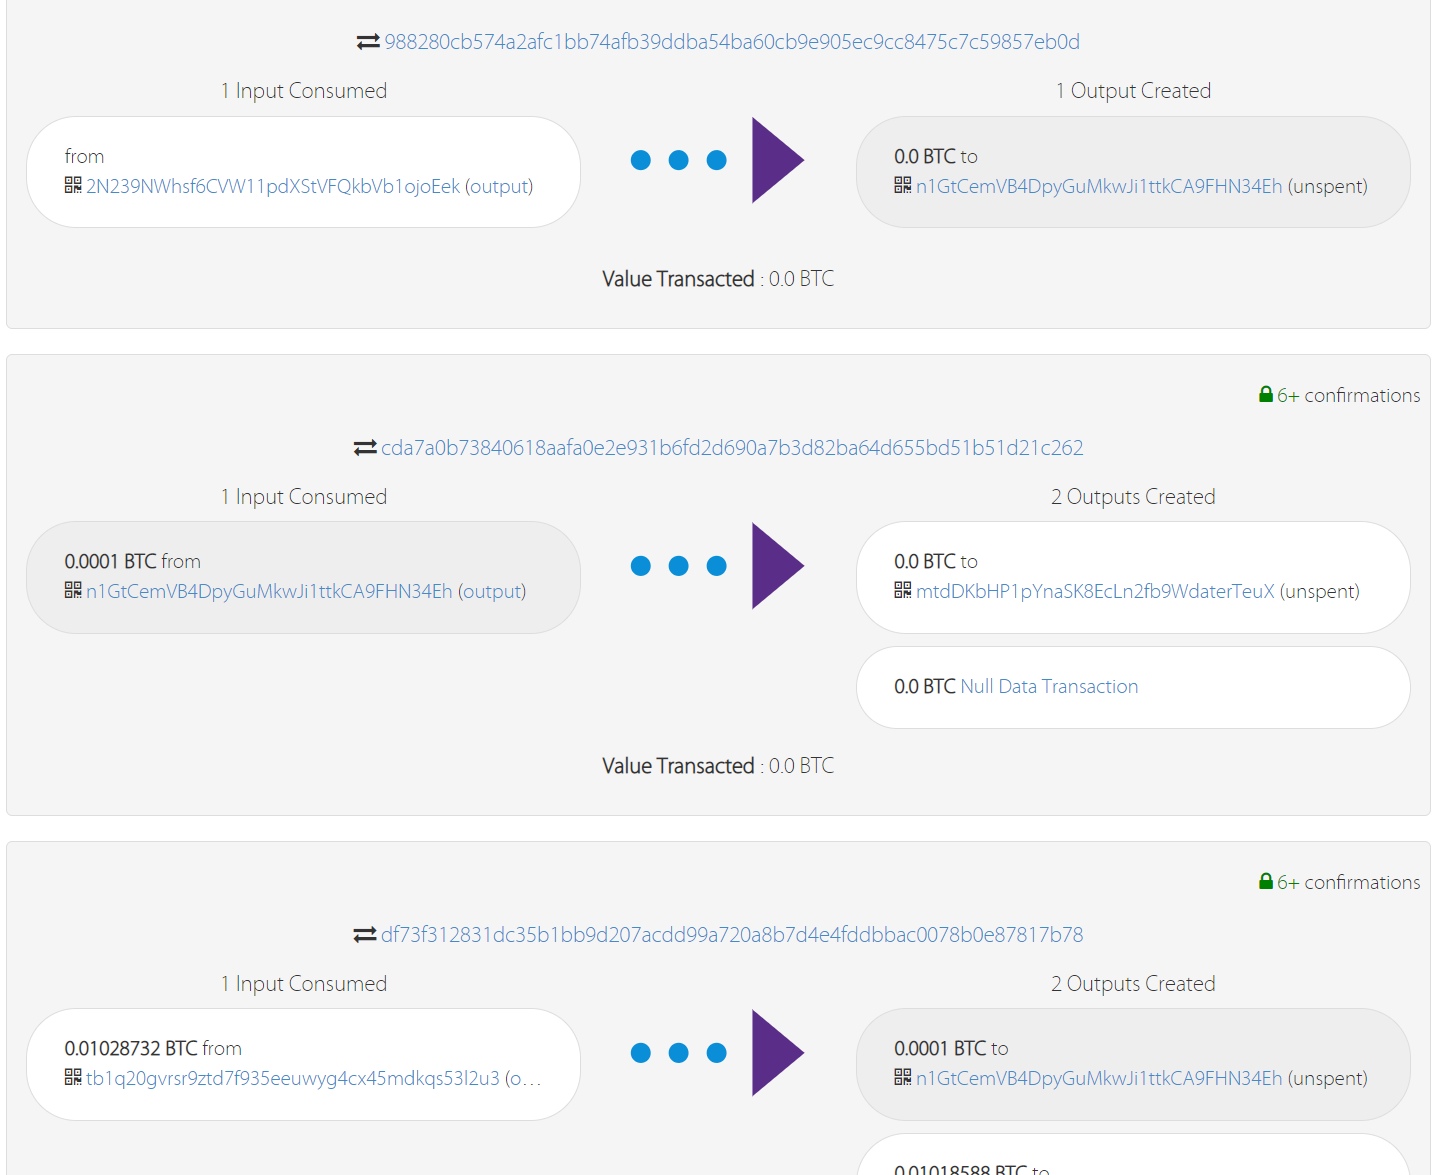 988280cb574a2afc1bb74afb39ddba54ba60cb9e905ec9cc8475c7c59857eb0d
1 Input Consumed
1 Output Created
from
2N239NWhsf6CVW11pdXStVFQkbVb1ojoEek (output)
0.0 BTC to
n1GtCemVB4DpyGuMkwJi1ttkCA9FHN34Eh (unspent)
Value Transacted : 0.0 BTC
6+ confirmations
cda7a0b73840618aafa0e2e931b6fd2d690a7b3d82ba64d655bd51b51d21c262
1 Input Consumed
2 Outputs Created
0.0001 BTC from
n1GtCemVB4DpyGuMkwJi1ttkCA9FHN34Eh (output)
0.0 BTC to
mtdDKbHP1pYnaSK8EcLn2fb9WdaterTeuX (unspent)
0.0 BTC Null Data Transaction
Value Transacted : 0.0 BTC
6+ confirmations
df73f312831dc35b1bb9d207acdd99a720a8b7d4e4fddbbac0078b0e87817b78
1 Input Consumed
2 Outputs Created
0.01028732 BTC from
tb1q20gvrsr9ztd7f935eeuwyg4cx45mdkqs53l2u3 (o...
0.0001 BTC to
n1GtCemVB4DpyGuMkwJi1ttkCA9FHN34Eh (unspent)
0.01018588 BTC to